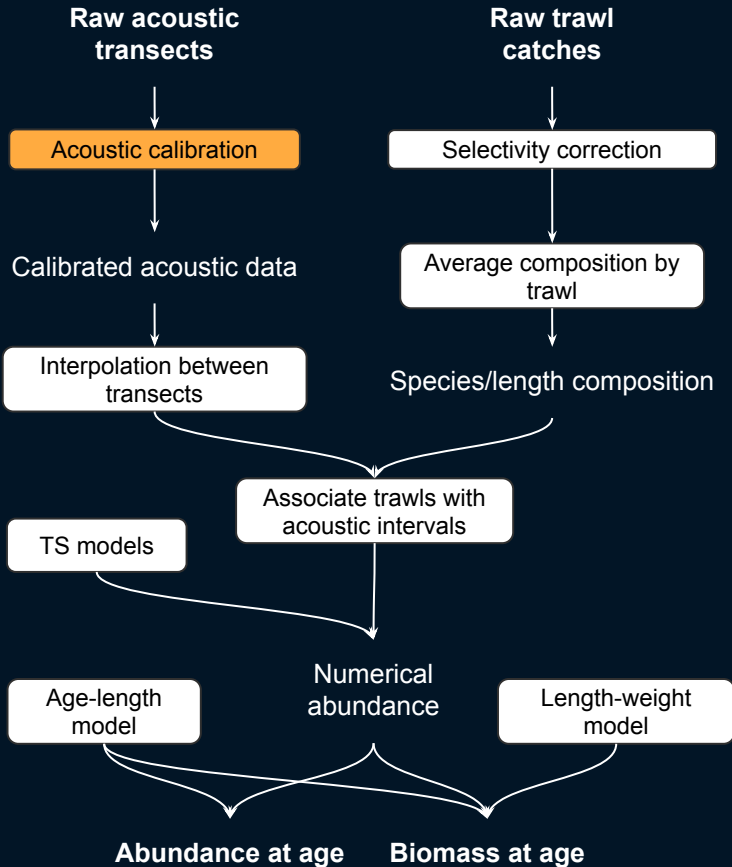 Raw acoustic
transects
Raw trawl
catches
Acoustic calibration
Selectivity correction
Calibrated acoustic data
Average composition by
trawl
Interpolation between
transects
Species/length composition
Associate trawls with
acoustic intervals
TS models
Numerical
abundance
Age-length
model
Length-weight
model
Abundance at age
Biomass at age